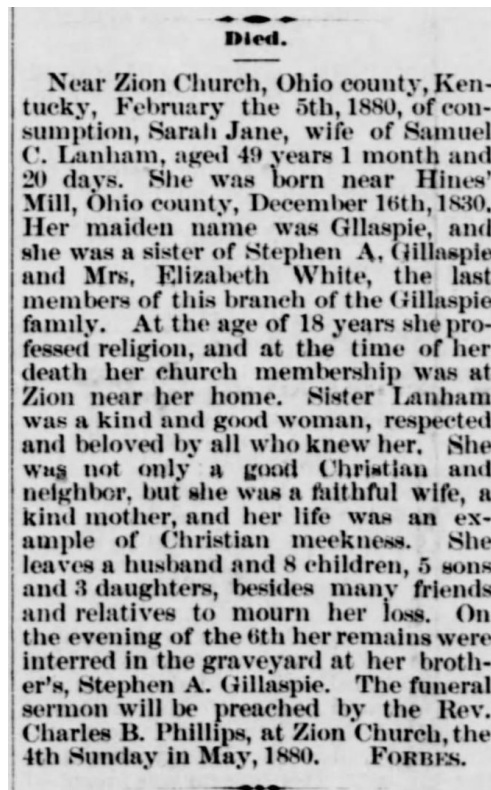 Died.
Near Zion Church, Ohio county, Ken-
tucky, February the 5th, 1880, of con-
sumption, Sarah Jane, wife of Samuel
C. Lanham, aged 49 years 1 month and
20 days. She was born near Hines'
Mill, Ohio county, December 16th, 1830.
Her maiden name was Gllaspie, and
she was a sister of Stephen A. Gillaspie
and Mrs. Elizabeth White, the last
members of this branch of the Gillaspie
family. At the age of 18 years she pro-
fessed religion, and at the time of her
death her church membership was at
Zion near her home. Sister Lanham
was a kind and good woman, respected
and beloved by all who knew her. She
was not only a good Christian and
neighbor, but she was a faithful wife, a
kind mother, and her life was an ex-
ample of Christian meekness. She
leaves a husband and 8 children, 5 sons
and 3 daughters, besides many friends
and relatives to mourn her loss. On
the evening of the 6th her remains were
interred in the graveyard at her broth-
er's, Stephen A. Gillaspie. The funeral
sermon will be preached by the Rev.
Charles B. Phillips, at Zion Church, the
4th Sunday in May, 1880. FORBES.